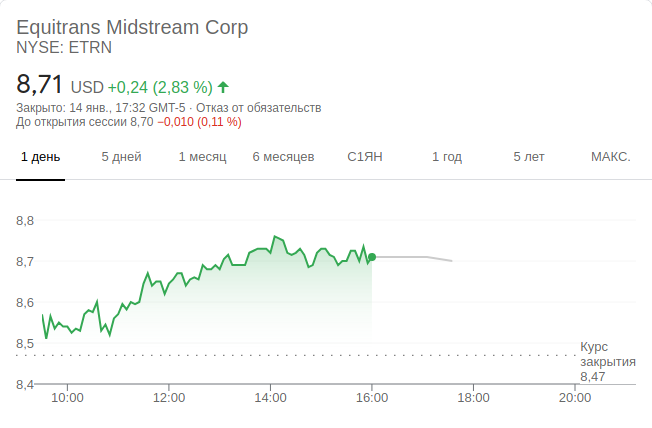 Equitrans Midstream Corp
NYSE: ETRN
8,71 USD +0,24 (2,83 %)
Закрыто: 14 янв., 17:32 GMT-5 · Отказ от обязательств
До открытия сессии 8,70 −0,010 (0,11 %)
1 день 5 дней 1 месяц 6 месяцев С1ЯН 1 год 5 лет МАКС.
8,8
8,7
8,6
8,5
Курс
закрытия
8,47
8,4
10:00 12:00 14:00 16:00 18:00 20:00